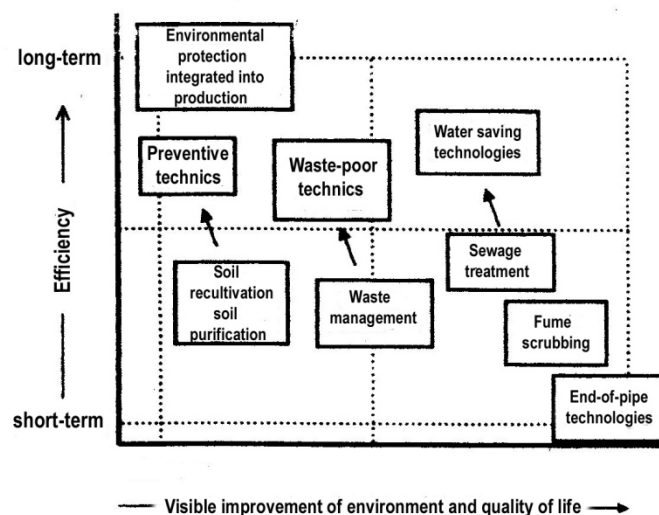 long-term
Environmental
protection
integrated into
production
Water saving
technologies
Preventive
technics
Waste-poor
technics
Efficiency
Sewage
treatment
Soil
recultivation
soil
purification
Waste
management
Fume
scrubbing
End-of-pipe
technologies
short-term
Visible improvement of environment and quality of life